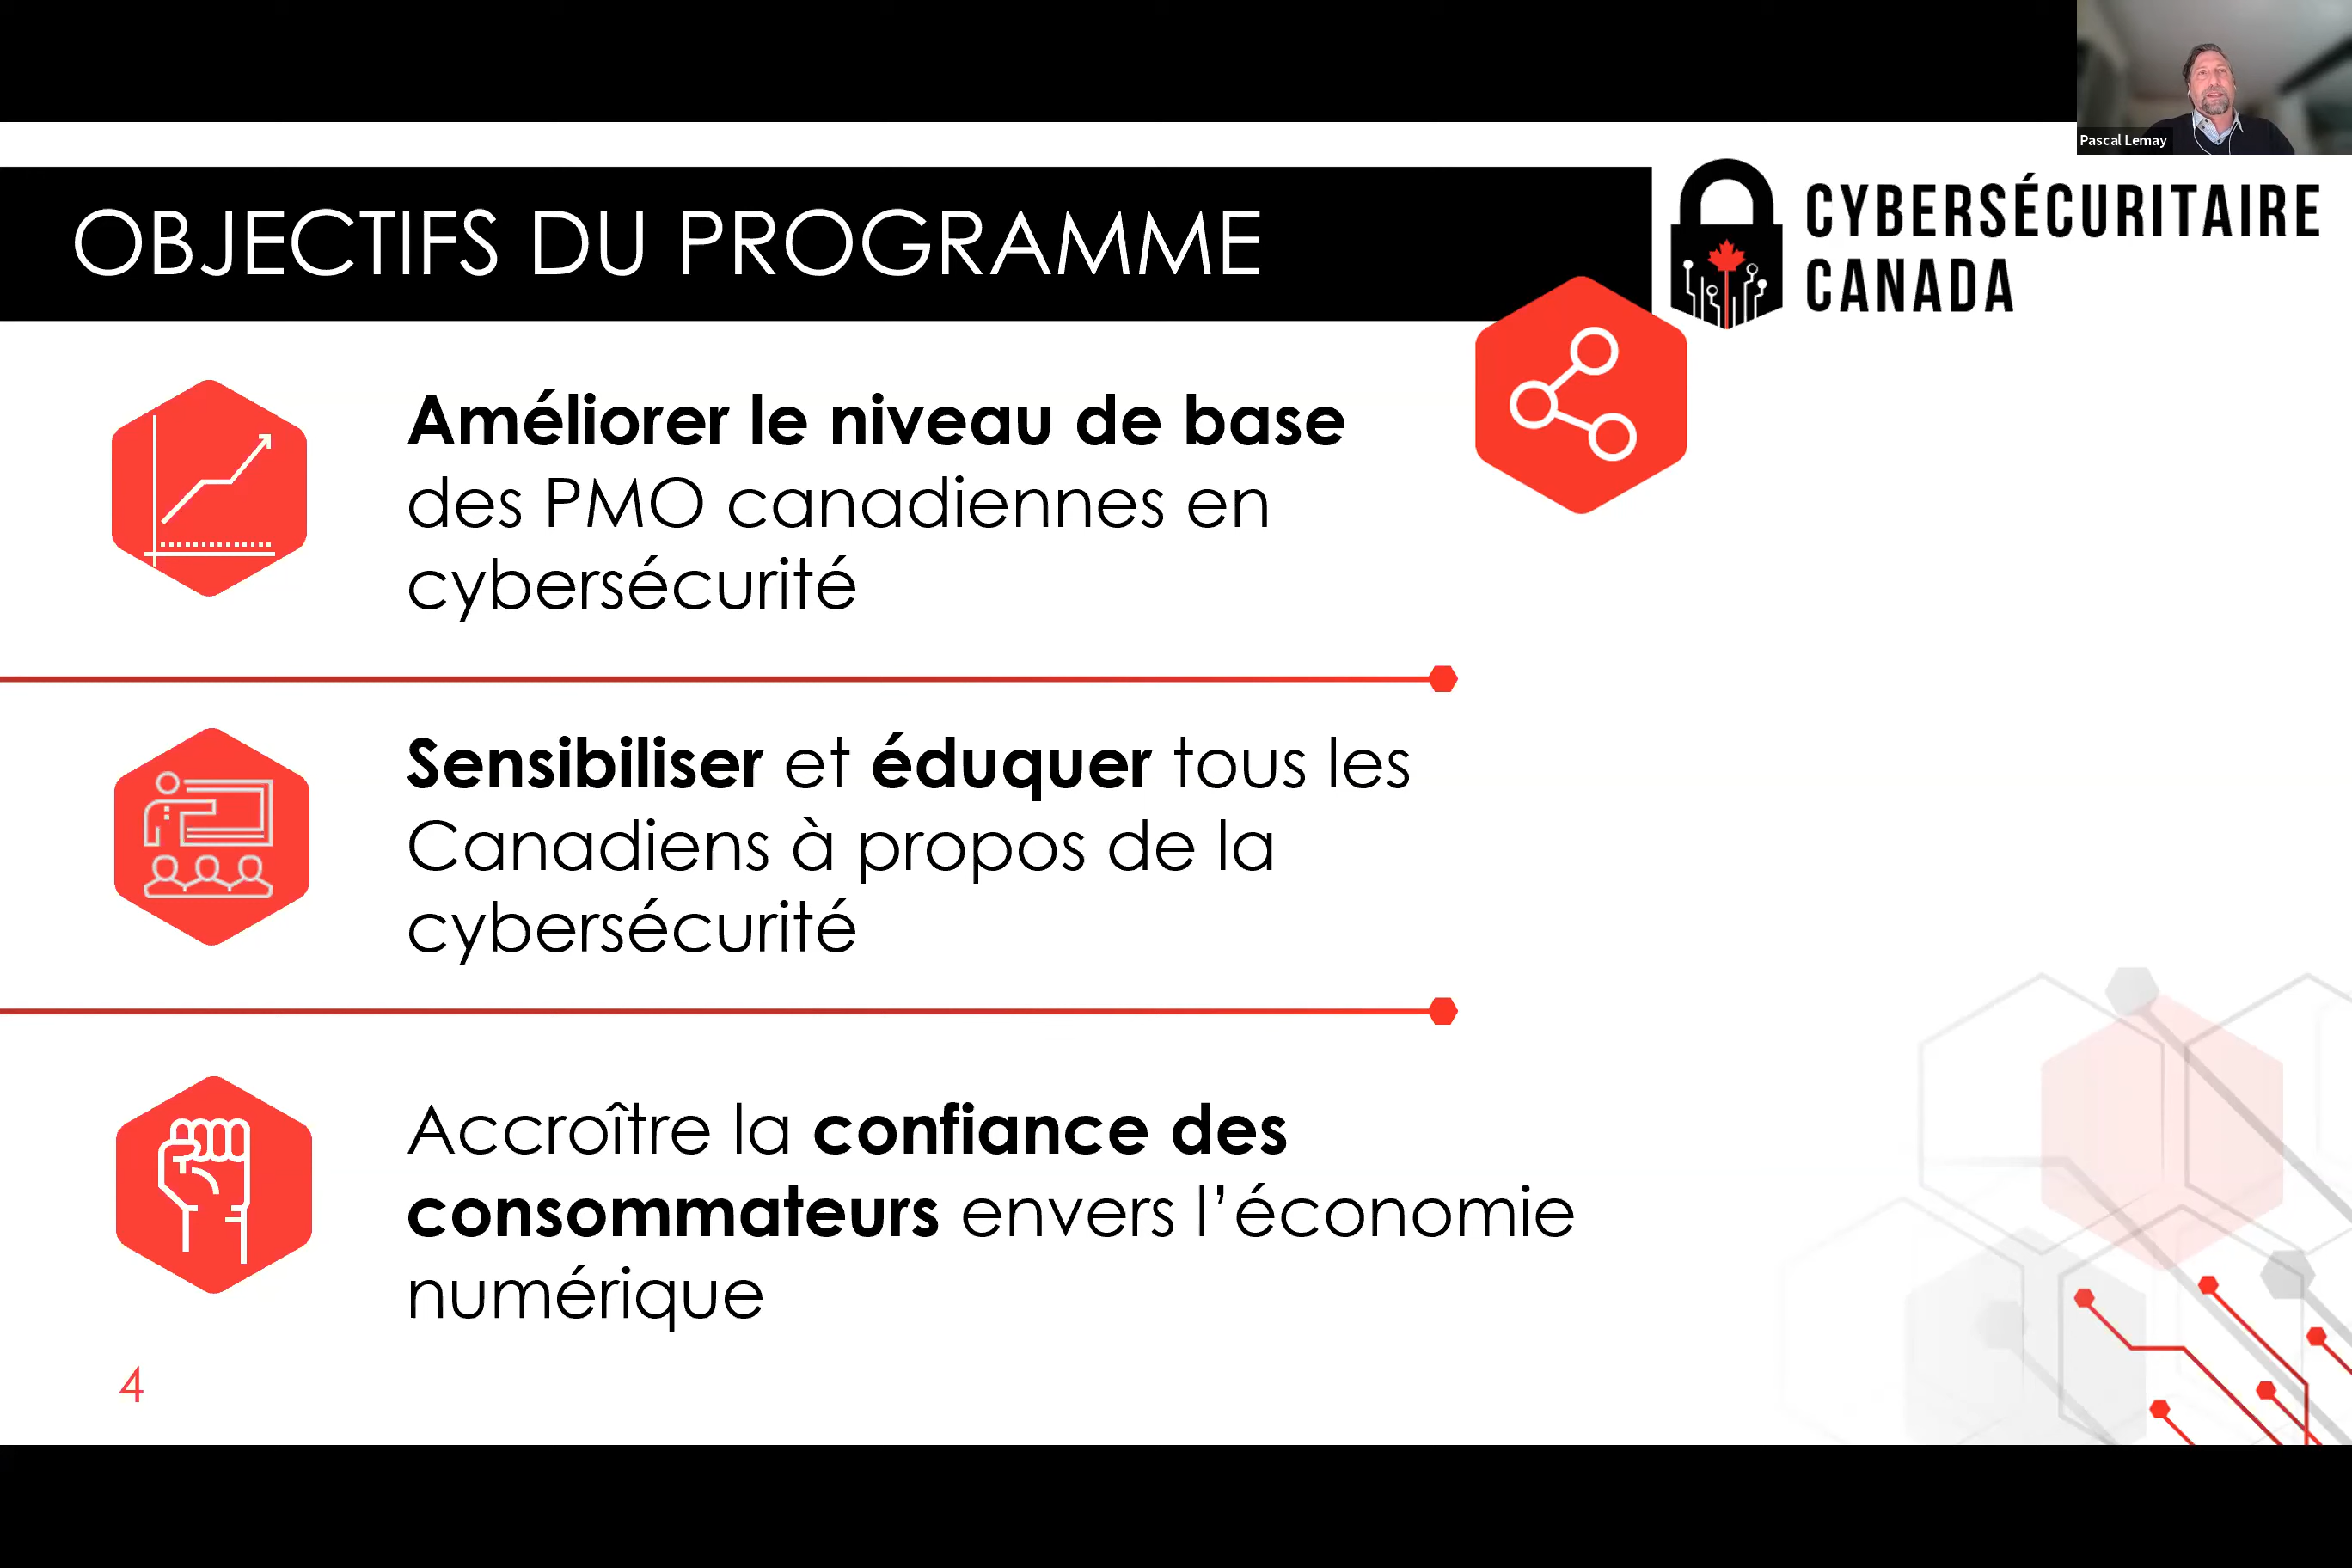 Pascal Lemay
OBJECTIFS DU PROGRAMME
CYBERSÉCURITAIRE
CANADA
Améliorer le niveau de base
des PMO canadiennes en
cybersécurité
Sensibiliser et éduquer tous les
Canadiens à propos de la
cybersécurité
Accroître la confiance des
consommateurs envers l’économie
numérique
4